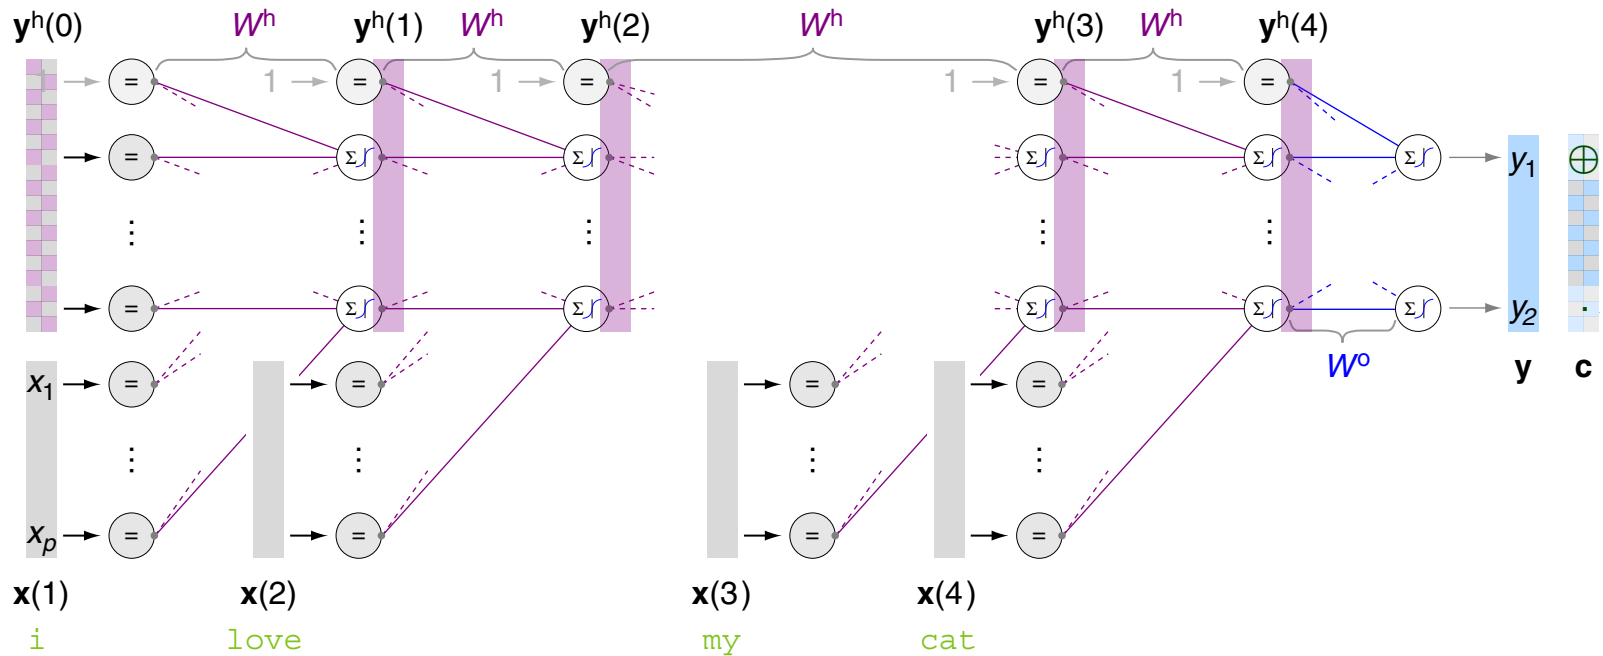 yʰ(0) Wʰ yʰ(1) Wʰ yʰ(2) Wʰ yʰ(3) Wʰ yʰ(4)
1 = 1 = 1 = 1 = 1 =
= Σ Σ Σ Σ Σ y₁ ⊕
⋮ ⋮ ⋮ ⋮ ⋮
= Σ Σ Σ Σ Σ y₂ ·
Wᵒ y c
x₁ = = = =
⋮ ⋮ ⋮ ⋮
xₚ = = = =
x(1) x(2) x(3) x(4)
i love my cat